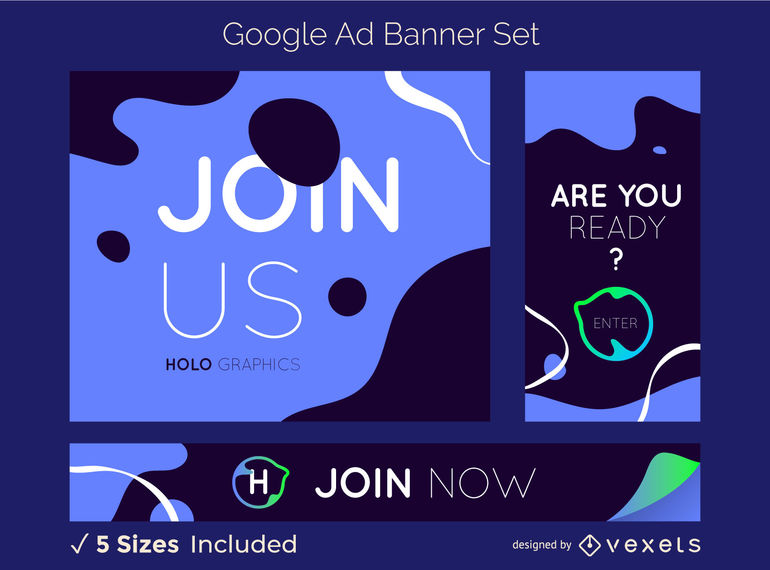 Google Ad Banner Set
JOIN
US
HOLO GRAPHICS
ARE YOU
READY
?
ENTER
H
JOIN NOW
√ 5 Sizes Included
designed by vexels